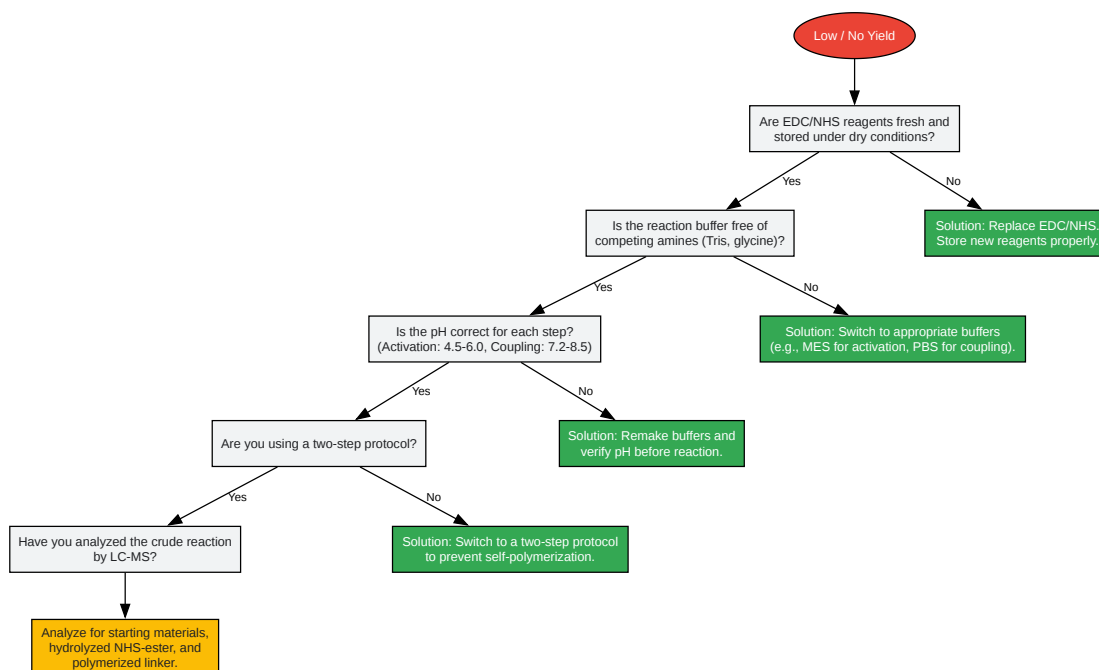 Low / No Yield
Are EDC/NHS reagents fresh and
stored under dry conditions?
Yes
No
Is the reaction buffer free of
competing amines (Tris, glycine)?
Solution: Replace EDC/NHS.
Store new reagents properly.
Yes
No
Is the pH correct for each step?
(Activation: 4.5-6.0, Coupling: 7.2-8.5)
Solution: Switch to appropriate buffers
(e.g., MES for activation, PBS for coupling).
Yes
No
Are you using a two-step protocol?
Solution: Remake buffers and
verify pH before reaction.
Yes
No
Have you analyzed the crude reaction
by LC-MS?
Solution: Switch to a two-step protocol
to prevent self-polymerization.
Analyze for starting materials,
hydrolyzed NHS-ester, and
polymerized linker.